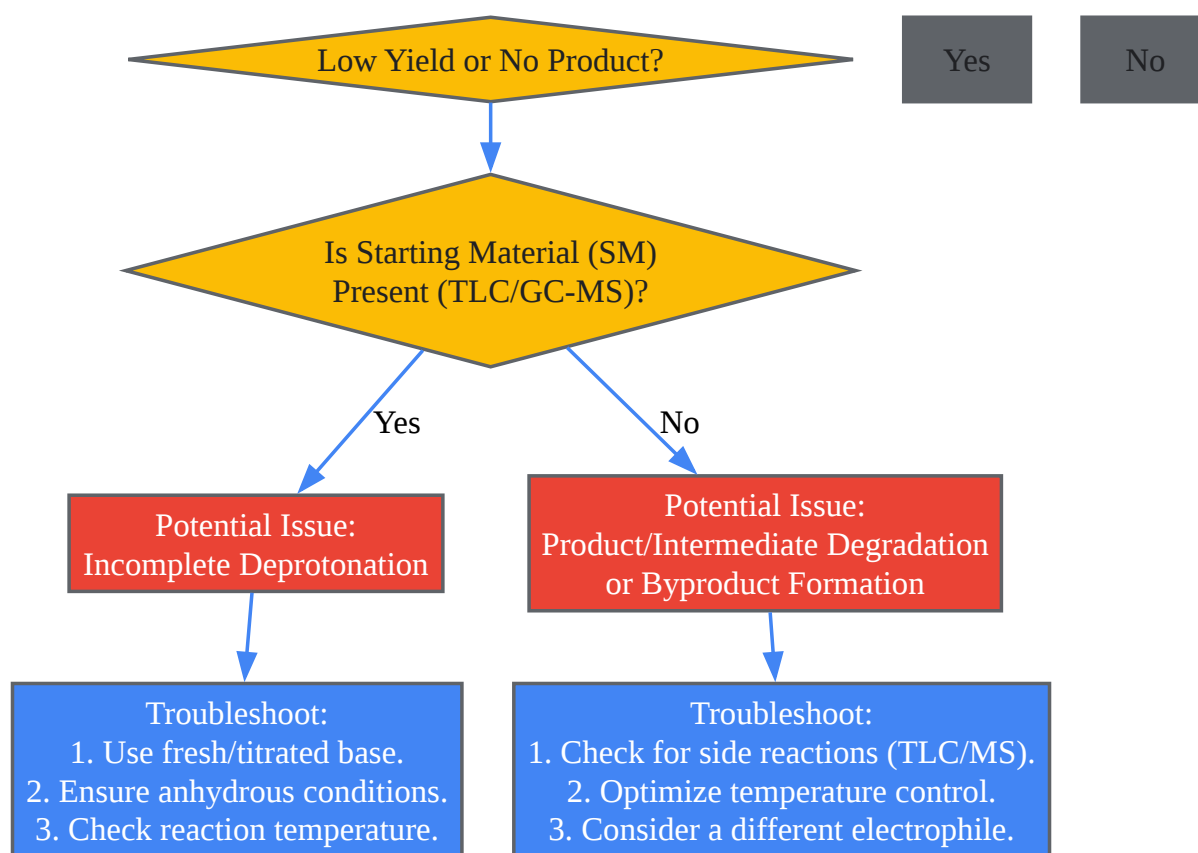 Low Yield or No Product?
Yes
No
Is Starting Material (SM)
Present (TLC/GC-MS)?
Yes
No
Potential Issue:
Incomplete Deprotonation
Potential Issue:
Product/Intermediate Degradation
or Byproduct Formation
Troubleshoot:
1. Use fresh/titrated base.
2. Ensure anhydrous conditions.
3. Check reaction temperature.
Troubleshoot:
1. Check for side reactions (TLC/MS).
2. Optimize temperature control.
3. Consider a different electrophile.